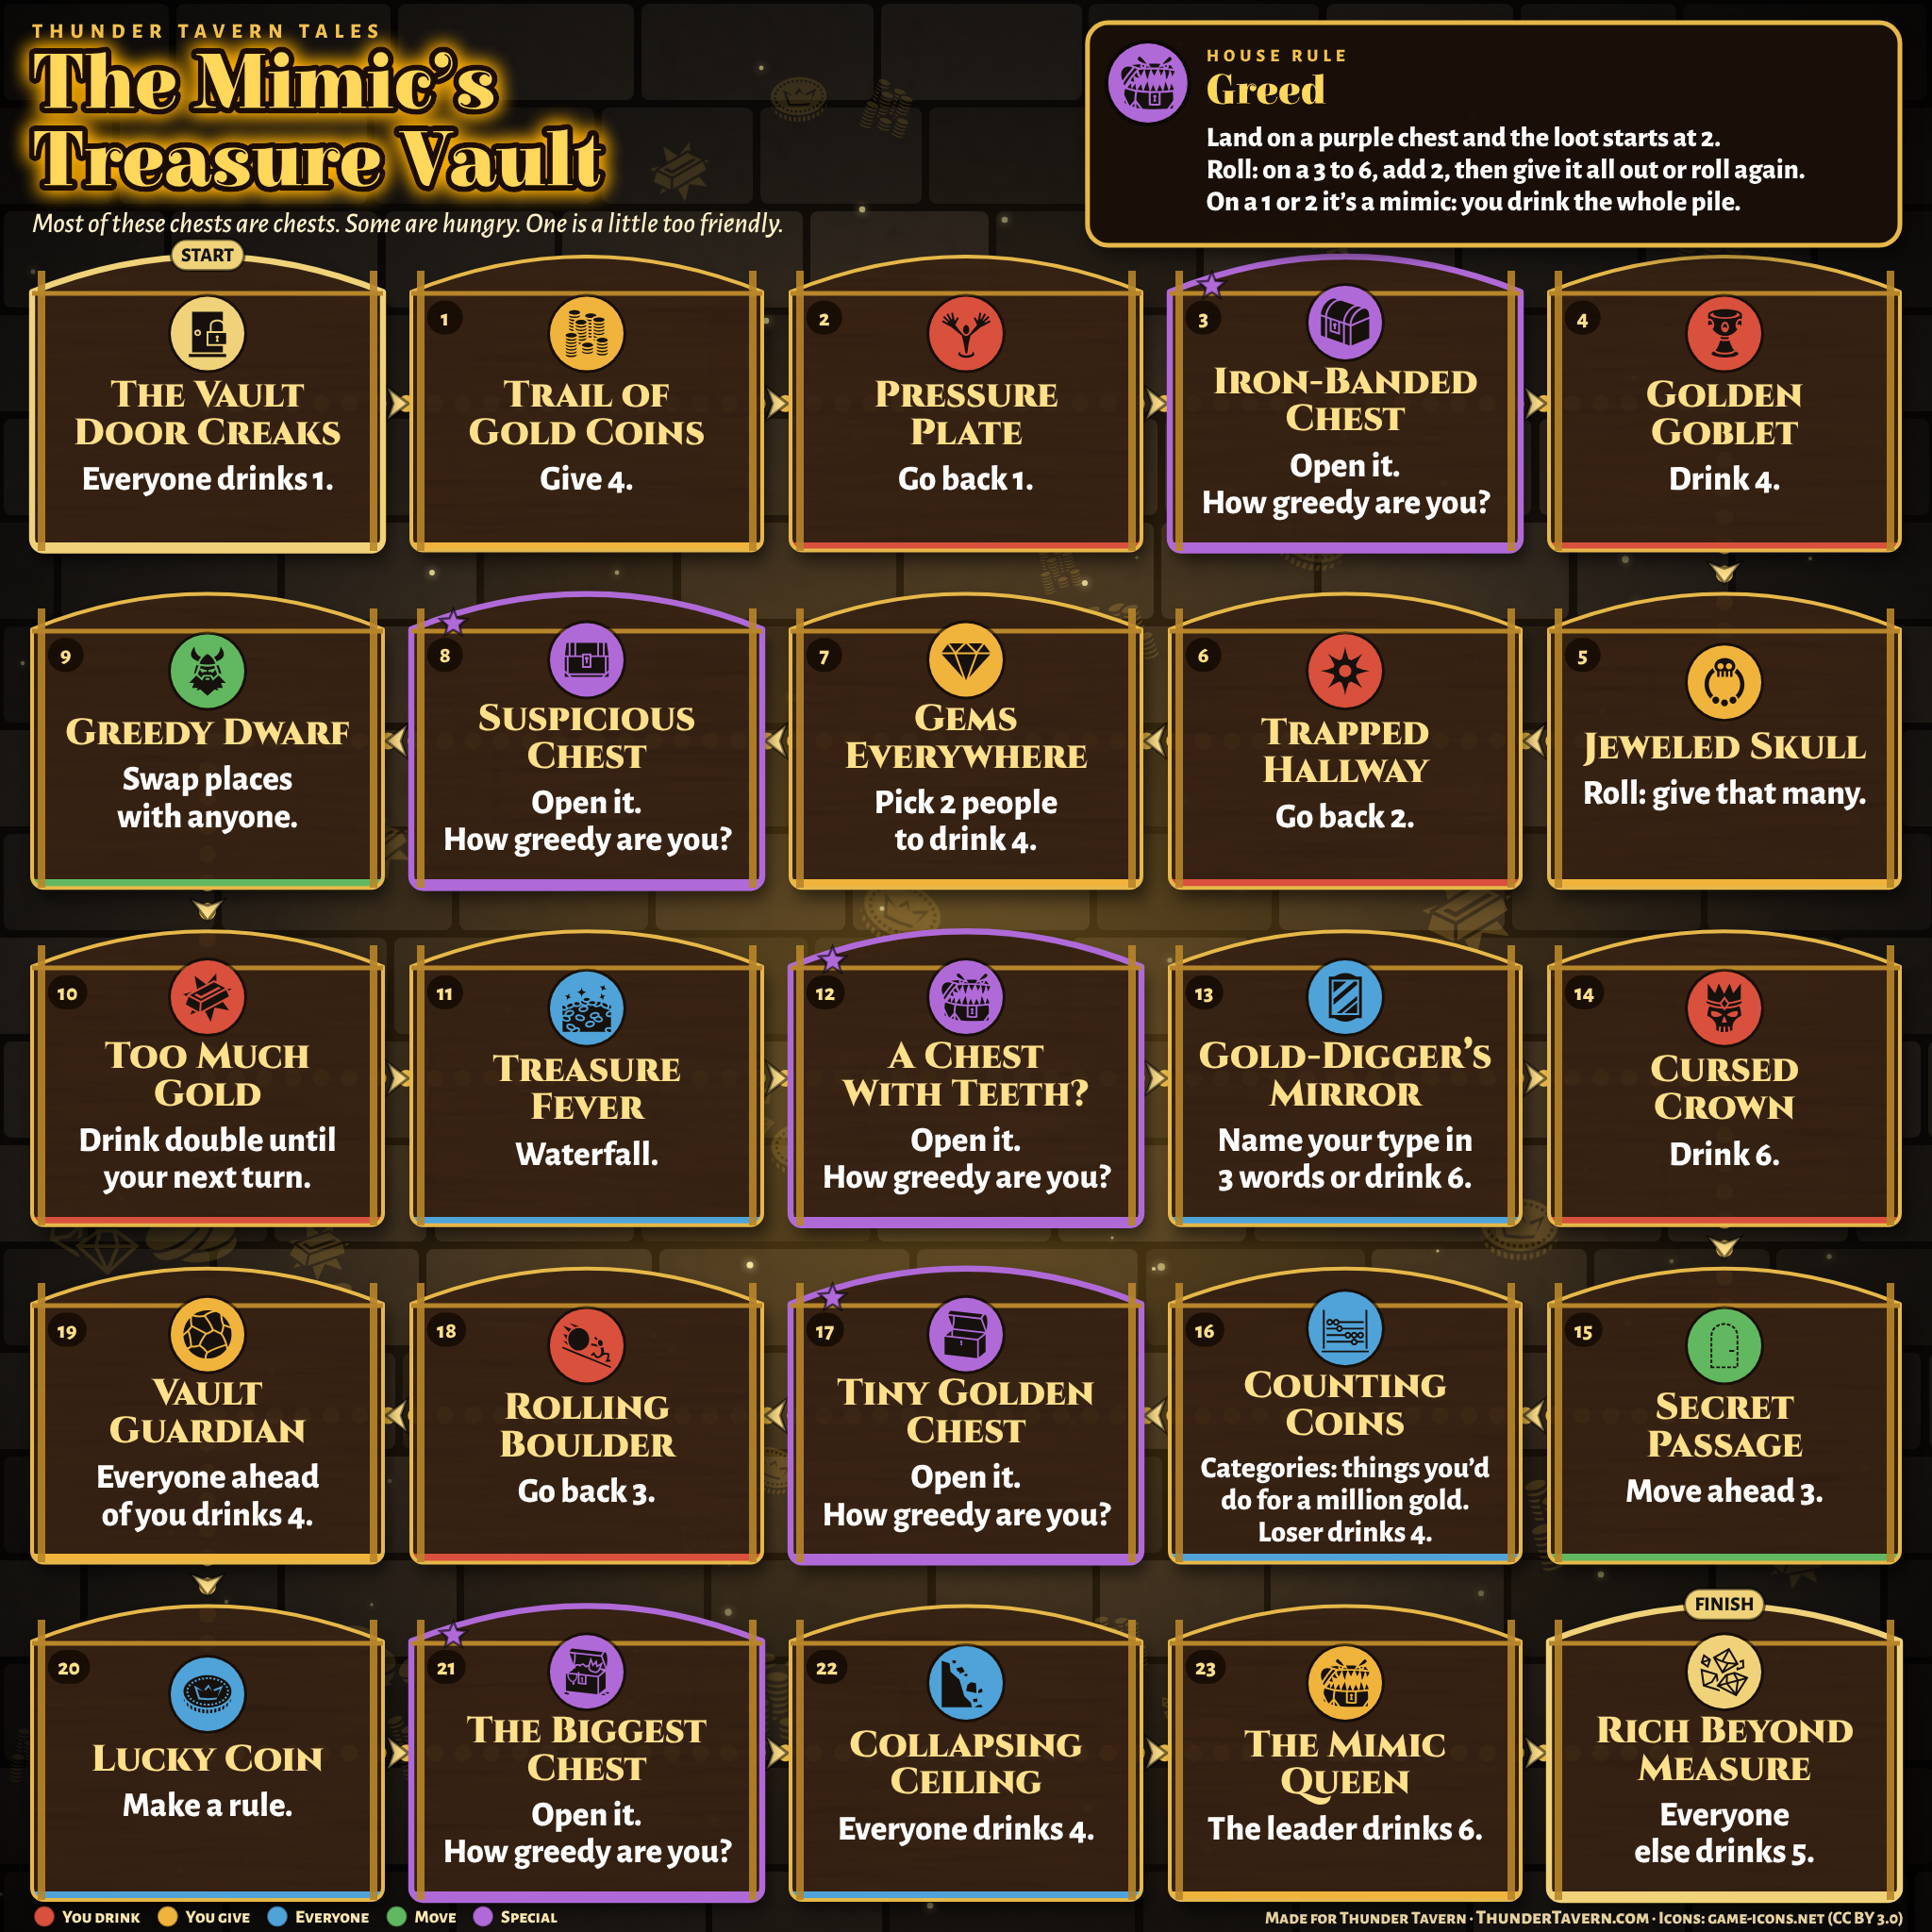 THUNDER TAVERN TALES
The Mimic's
Treasure Vault
Most of these chests are chests. Some are hungry. One is a little too friendly.
HOUSE RULE
Greed
Land on a purple chest and the loot starts at 2.
Roll: on a 3 to 6, add 2, then give it all out or roll again.
On a 1 or 2 it's a mimic: you drink the whole pile.
START
The Vault
Door Creaks
Everyone drinks 1.
1
Trail of
Gold Coins
Give 4.
2
Pressure
Plate
Go back 1.
3
Iron-Banded
Chest
Open it.
How greedy are you?
4
Golden
Goblet
Drink 4.
5
Jeweled Skull
Roll: give that many.
6
Trapped
Hallway
Go back 2.
7
Gems
Everywhere
Pick 2 people
to drink 4.
8
Suspicious
Chest
Open it.
How greedy are you?
9
Greedy Dwarf
Swap places
with anyone.
10
Too Much
Gold
Drink double until
your next turn.
11
Treasure
Fever
Waterfall.
12
A Chest
With Teeth?
Open it.
How greedy are you?
13
Gold-Digger's
Mirror
Name your type in
3 words or drink 6.
14
Cursed
Crown
Drink 6.
15
Secret
Passage
Move ahead 3.
16
Counting
Coins
Categories: things you'd
do for a million gold.
Loser drinks 4.
17
Tiny Golden
Chest
Open it.
How greedy are you?
18
Rolling
Boulder
Go back 3.
19
Vault
Guardian
Everyone ahead
of you drinks 4.
20
Lucky Coin
Make a rule.
21
The Biggest
Chest
Open it.
How greedy are you?
22
Collapsing
Ceiling
Everyone drinks 4.
23
The Mimic
Queen
The leader drinks 6.
FINISH
Rich Beyond
Measure
Everyone
else drinks 5.
You drink You give Everyone Move Special
Made for Thunder Tavern · ThunderTavern.com · Icons: game-icons.net (CC BY 3.0)